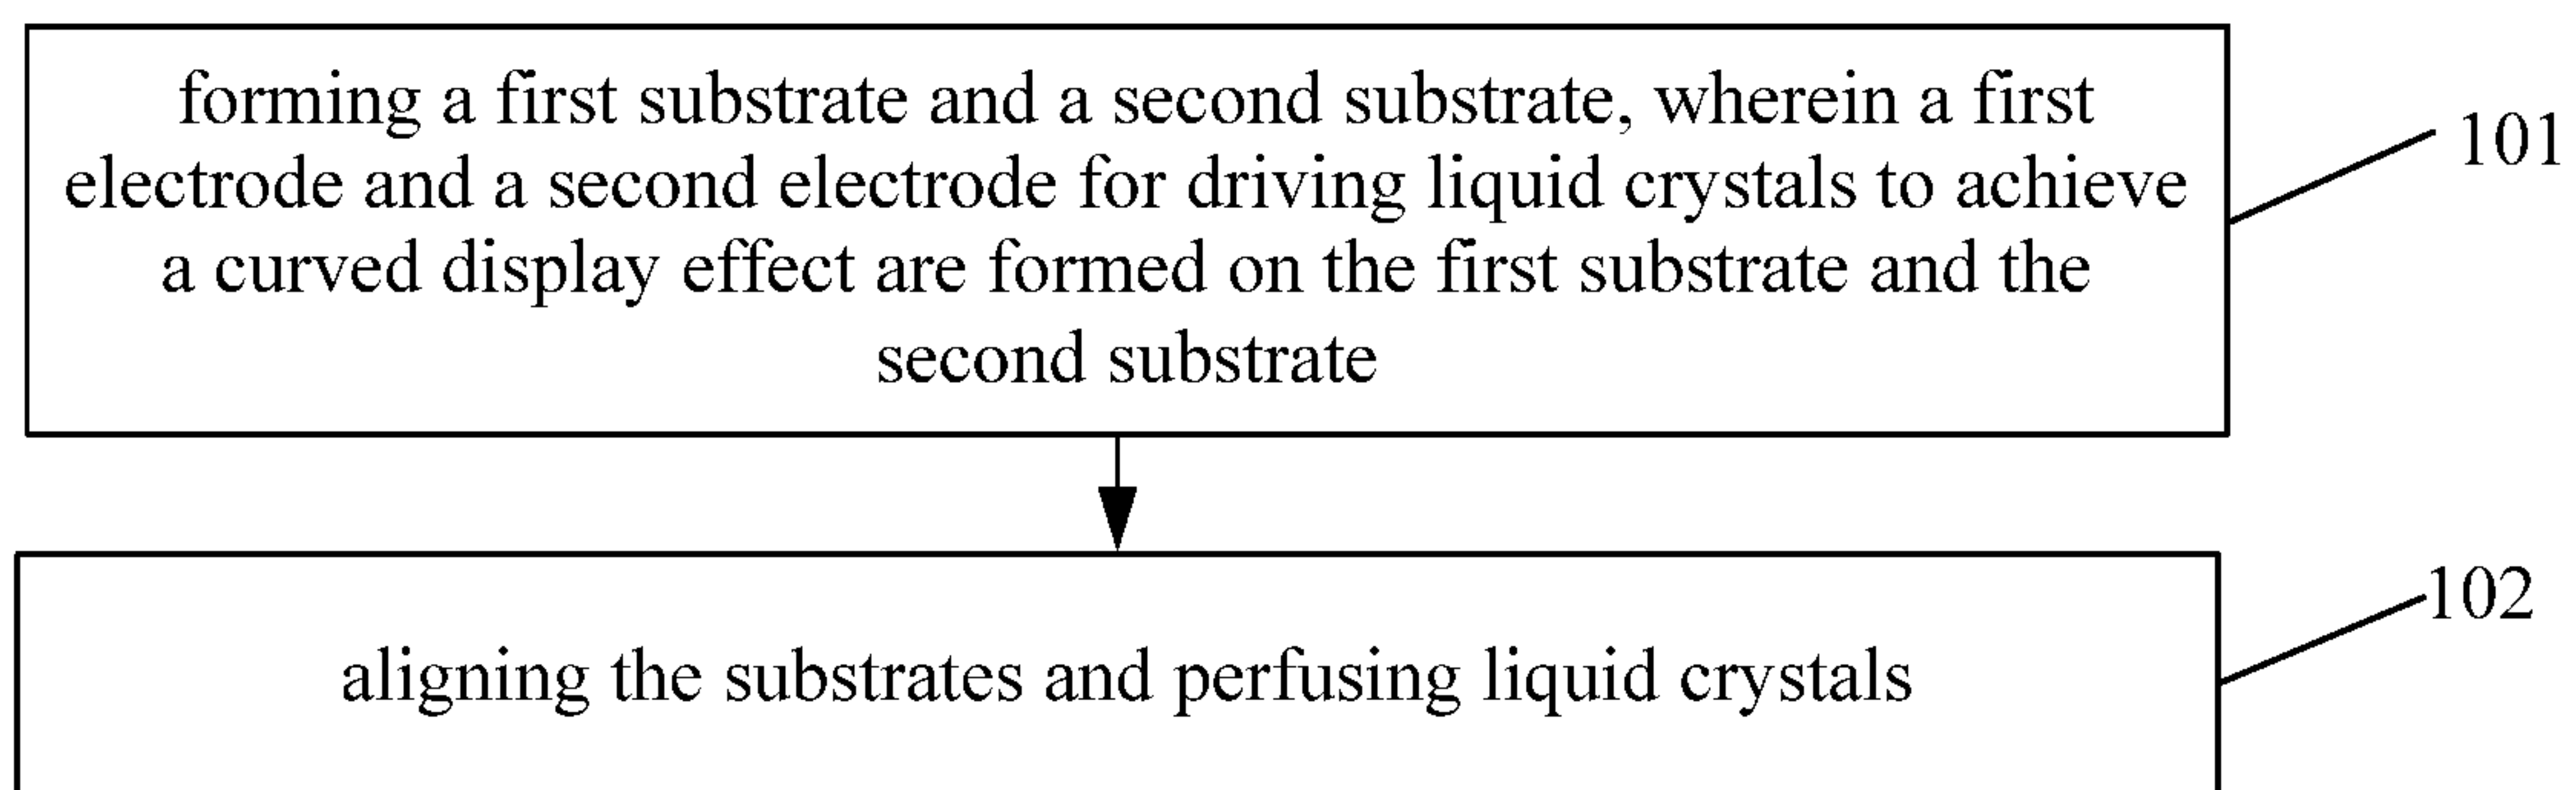 forming a first substrate and a second substrate, wherein a first
electrode and a second electrode for driving liquid crystals to achieve
a curved display effect are formed on the first substrate and the
second substrate
101
aligning the substrates and perfusing liquid crystals
102